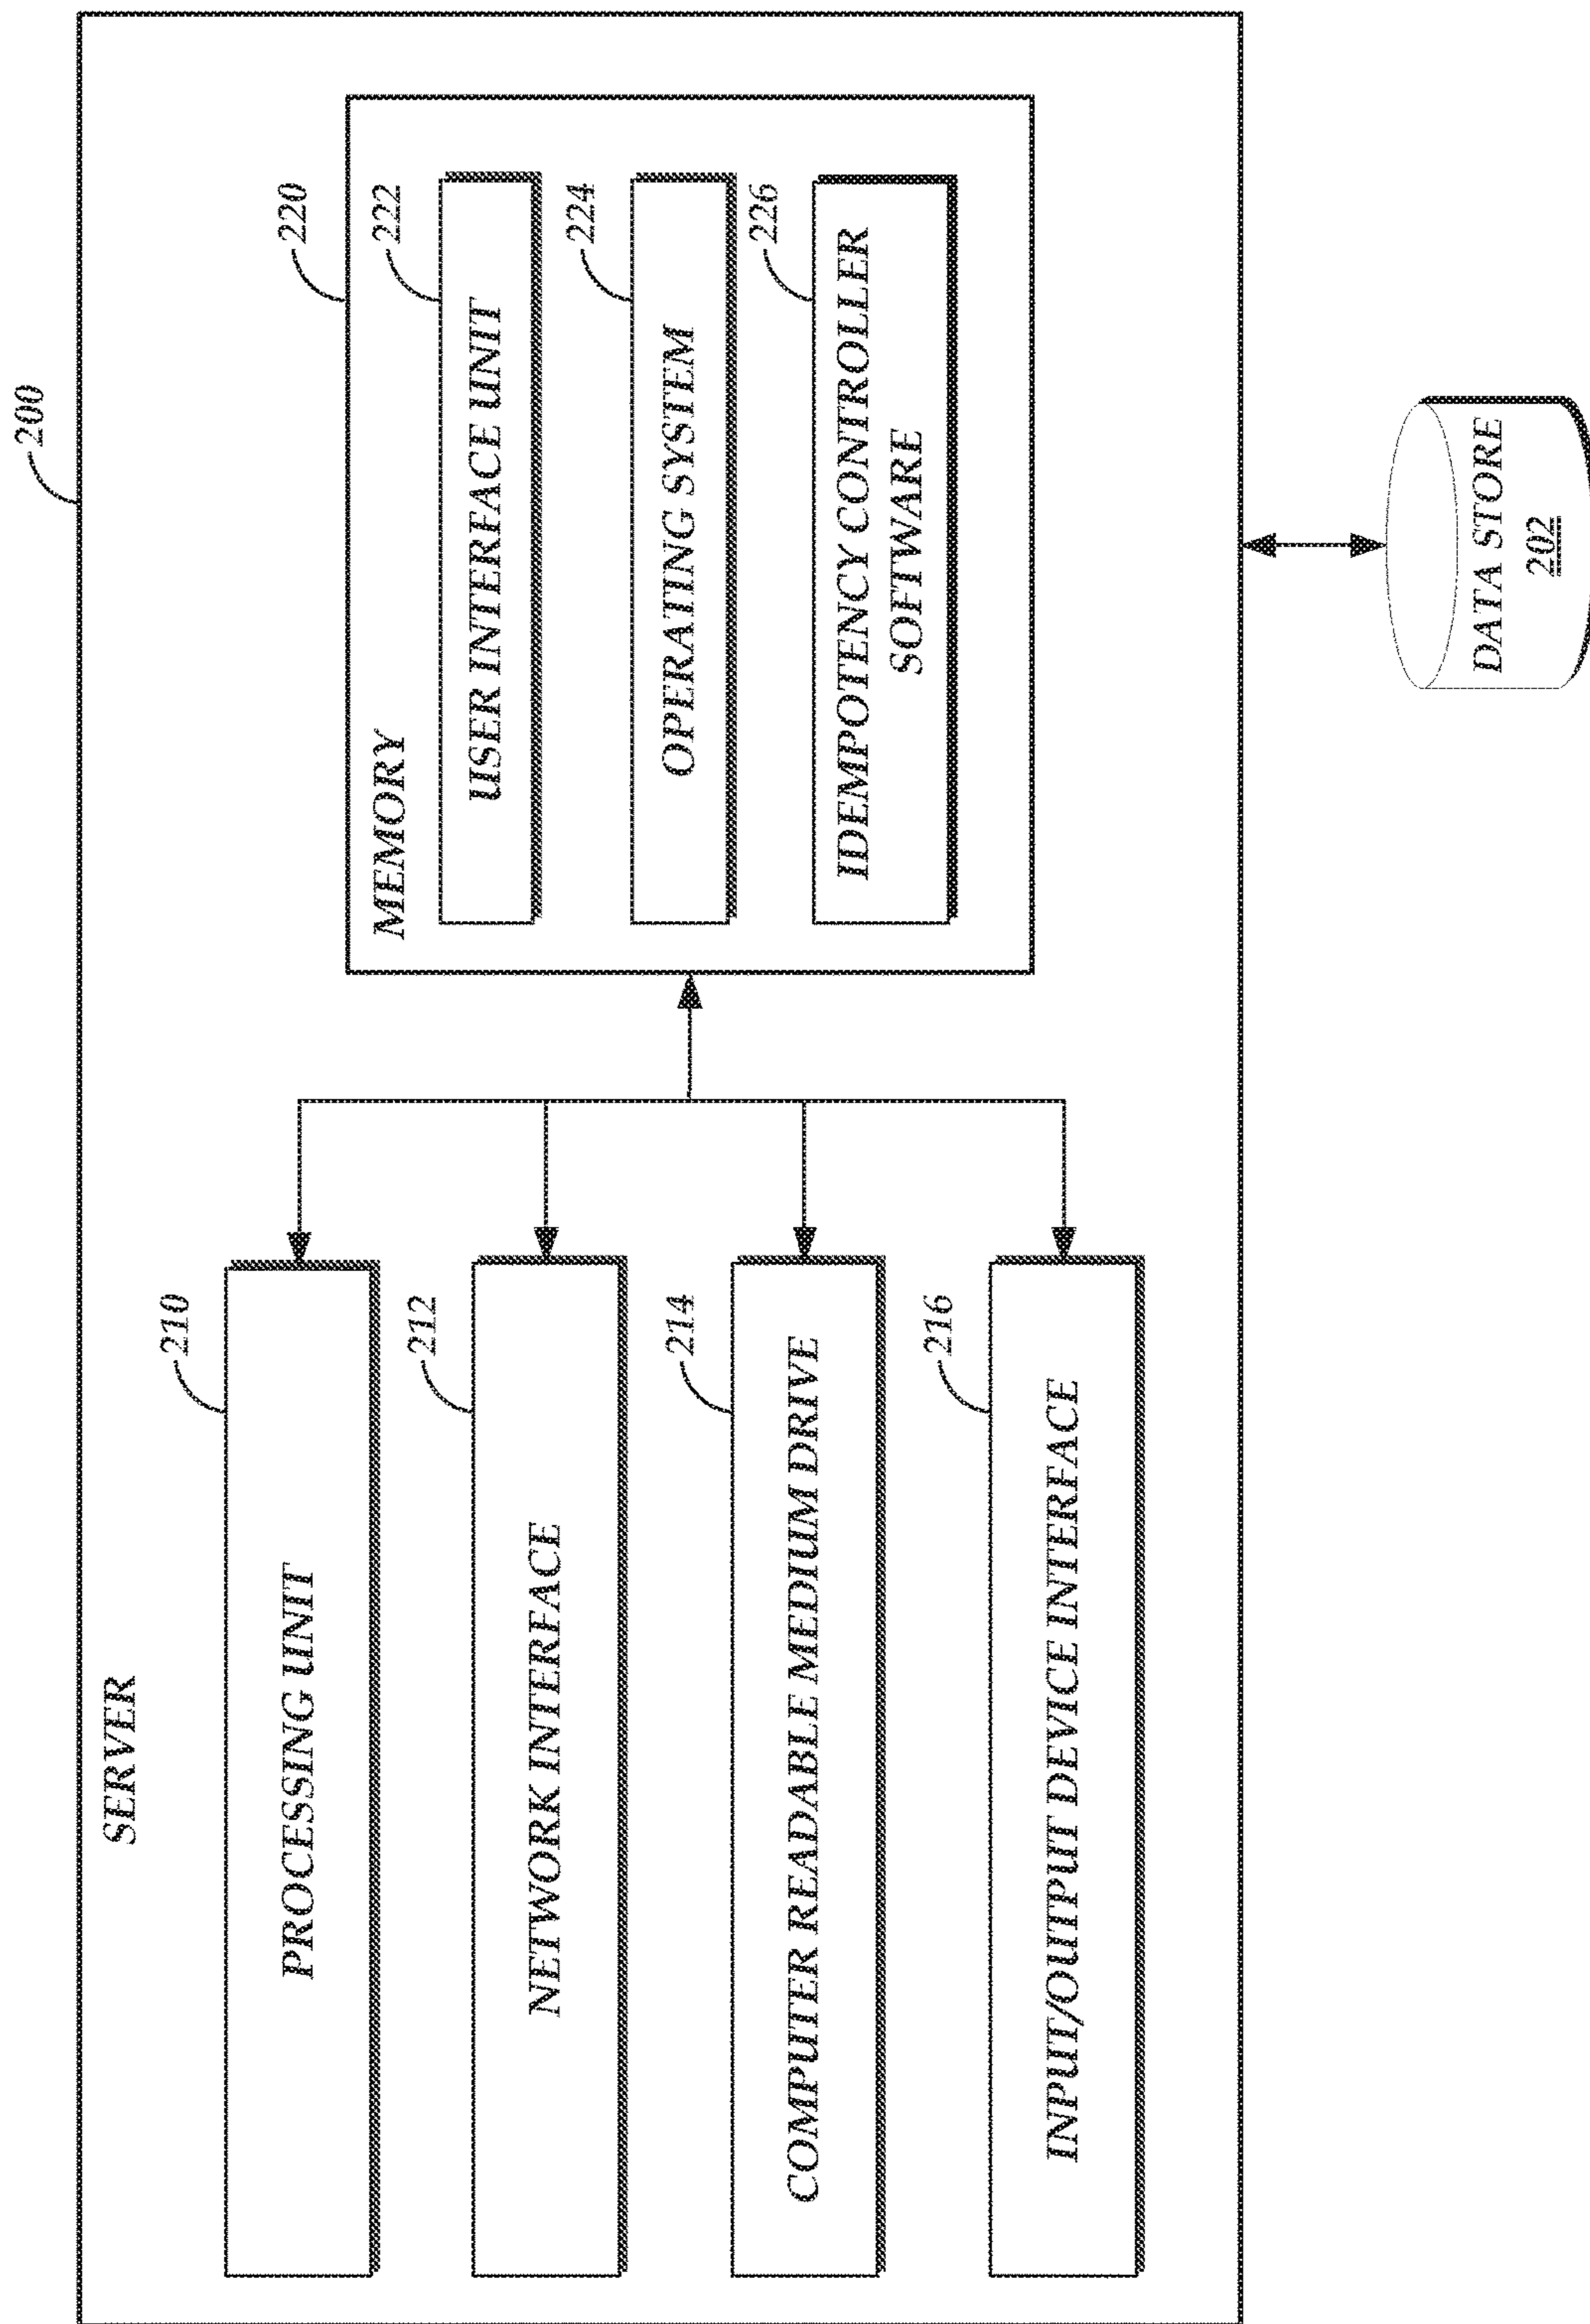 200
SERVER
210
PROCESSING UNIT
212
NETWORK INTERFACE
214
COMPUTER READABLE MEDIUM DRIVE
216
INPUT/OUTPUT DEVICE INTERFACE
220
MEMORY
222
USER INTERFACE UNIT
224
OPERATING SYSTEM
226
IDEMPOTENCY CONTROLLER
SOFTWARE
DATA STORE
202